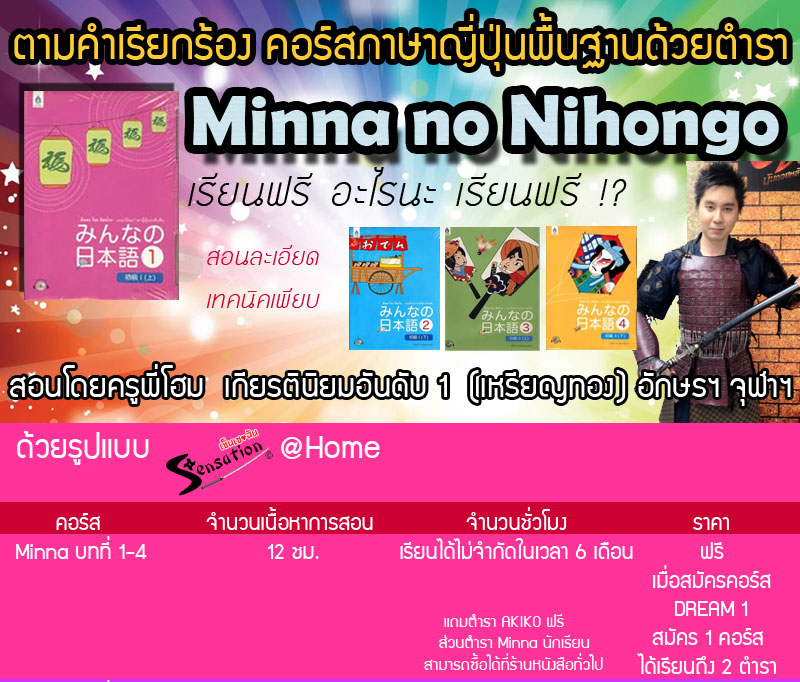 ตามคำเรียกร้อง คอร์สภาษาญี่ปุ่นพื้นฐานด้วยตำรา
Minna no Nihongo
เรียนฟรี อะไรนะ เรียนฟรี !?
みんなの
日本語 1
初級 I (上)
สอนละเอียด
เทคนิคเพียบ
おでん
みんなの
日本語 2
みんなの
日本語 3
みんなの
日本語 4
สอนโดยครูพี่โฮม เกียรตินิยมอันดับ 1 (เหรียญทอง) อักษรฯ จุฬาฯ
ด้วยรูปแบบ
เซ็นเซชั่น
Sensation ©
@Home
คอร์ส จำนวนเนื้อหาการสอน จำนวนชั่วโมง ราคา
Minna บทที่ 1-4 12 ชม. เรียนได้ไม่จำกัดในเวลา 6 เดือน ฟรี
เมื่อสมัครคอร์ส
DREAM 1
สมัคร 1 คอร์ส
ได้เรียนถึง 2 ตำรา
แถมตำรา AKIKO ฟรี
ส่วนตำรา Minna นักเรียน
สามารถซื้อได้ที่ร้านหนังสือทั่วไป